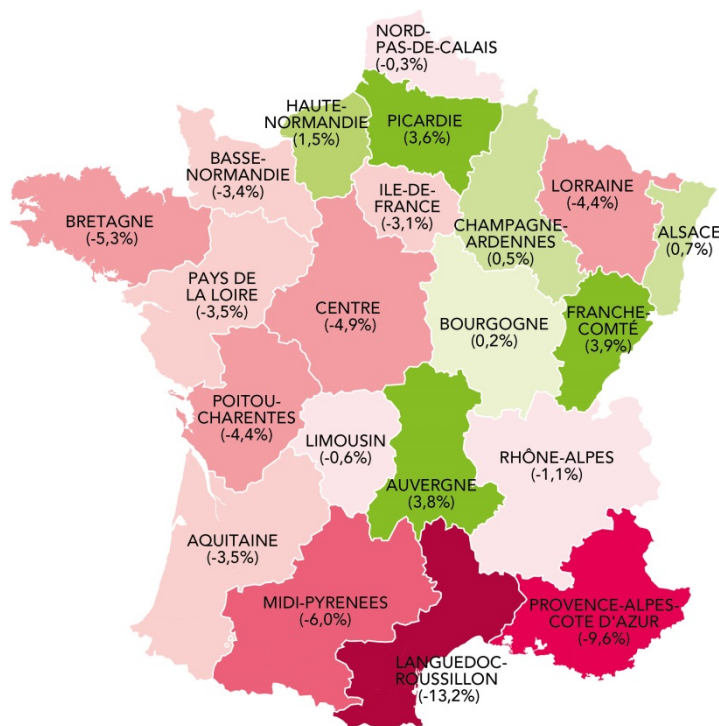 NORD-
PAS-DE-CALAIS
(-0,3%)
HAUTE-
NORMANDIE
(1,5%)
PICARDIE
(3,6%)
BASSE-
NORMANDIE
(-3,4%)
ILE-DE-
FRANCE
(-3,1%)
LORRAINE
(-4,4%)
BRETAGNE
(-5,3%)
CHAMPAGNE-
ARDENNES
(0,5%)
ALSACE
(0,7%)
PAYS DE
LA LOIRE
(-3,5%)
CENTRE
(-4,9%)
BOURGOGNE
(0,2%)
FRANCHE-
COMTÉ
(3,9%)
POITOU-
CHARENTES
(-4,4%)
LIMOUSIN
(-0,6%)
RHÔNE-ALPES
(-1,1%)
AUVERGNE
(3,8%)
AQUITAINE
(-3,5%)
MIDI-PYRENEES
(-6,0%)
PROVENCE-ALPES-
COTE D'AZUR
(-9,6%)
LANGUEDOC-
ROUSSILLON
(-13,2%)